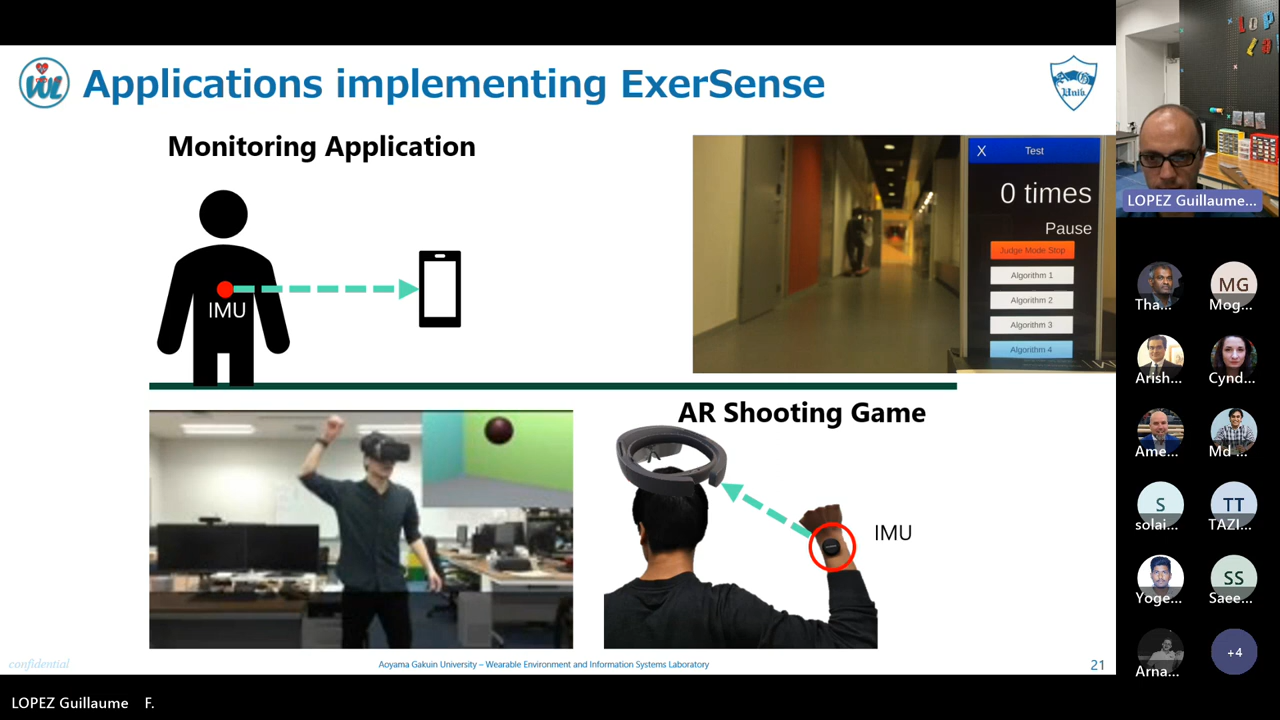 Applications implementing ExerSense
Monitoring Application
IMU
X
Test
0 times
Pause
Judge Mode Stop
Algorithm 1
Algorithm 2
Algorithm 3
Algorithm 4
AR Shooting Game
IMU
confidential
Aoyama Gakuin University – Wearable Environment and Information Systems Laboratory
21
LOPEZ Guillaume F.
LOPEZ Guillaume...
Tha...
MG
Mog...
Arish...
Cynd...
Ame...
Md ...
S
solai...
TT
TAZI...
Yoge...
SS
Saee...
Arna...
+4